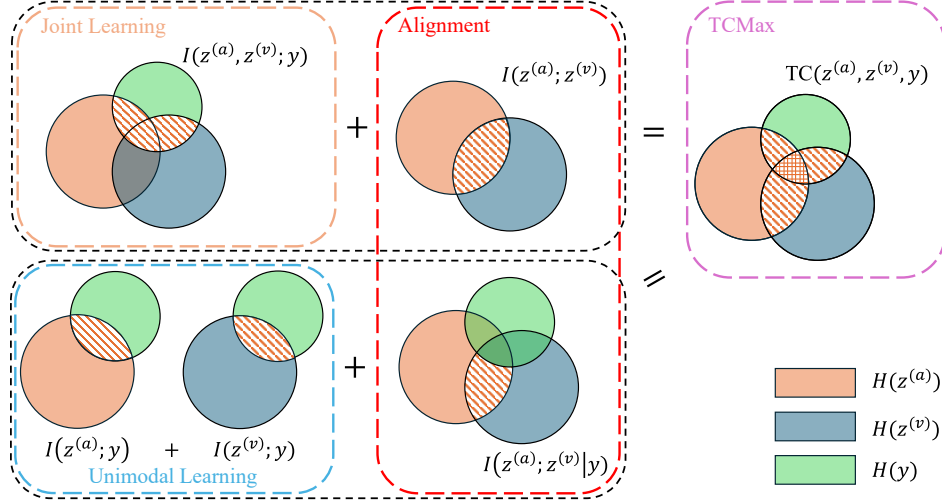 Joint Learning
I(z^(a), z^(v); y)
+
Alignment
I(z^(a); z^(v))
=
TCMax
TC(z^(a), z^(v), y)
I(z^(a); y) + I(z^(v); y)
Unimodal Learning
+
I(z^(a); z^(v)|y)
=
H(z^(a))
H(z^(v))
H(y)